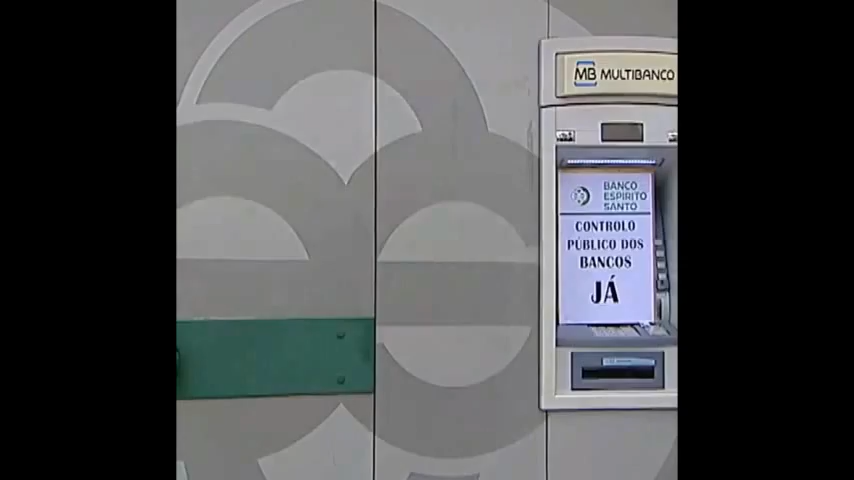 MB MULTIBANCO
BANCO
ESPIRITO
SANTO
CONTROLO
PÚBLICO DOS
BANCOS
JÁ